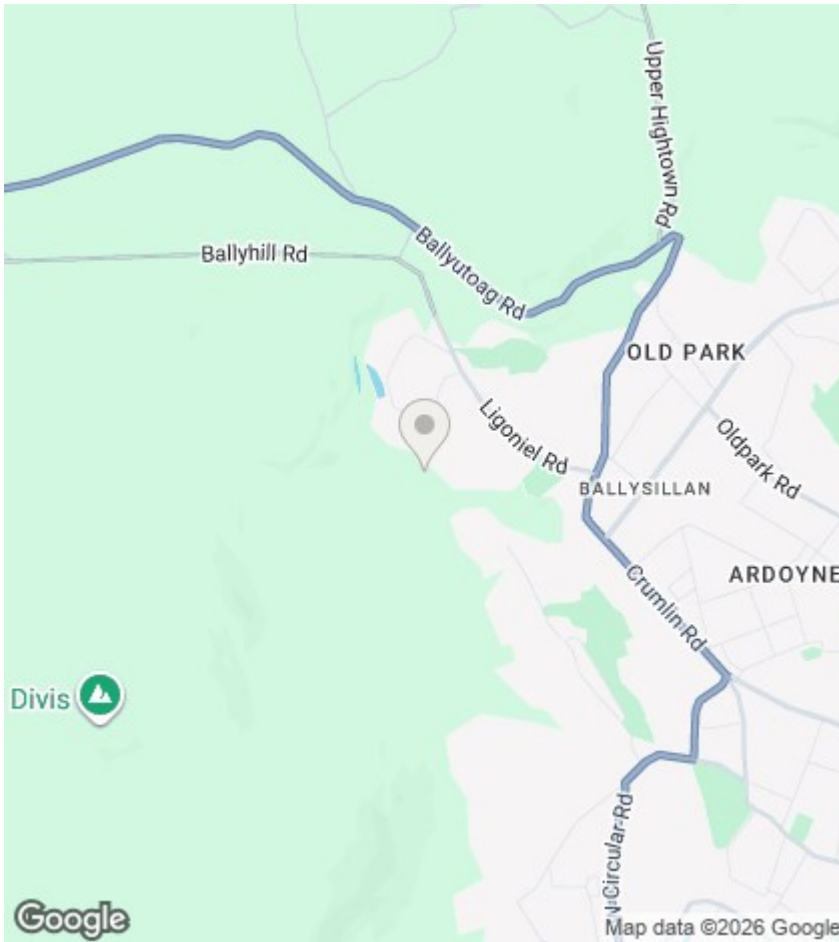 Upper Hightown Rd
Ballyhill Rd
Ballyutoag Rd
OLD PARK
Ligoniel Rd
Oldpark Rd
BALLYSILLAN
ARDOYNE
Crumlin Rd
Divis
N Circular Rd
Google
Map data ©2026 Google